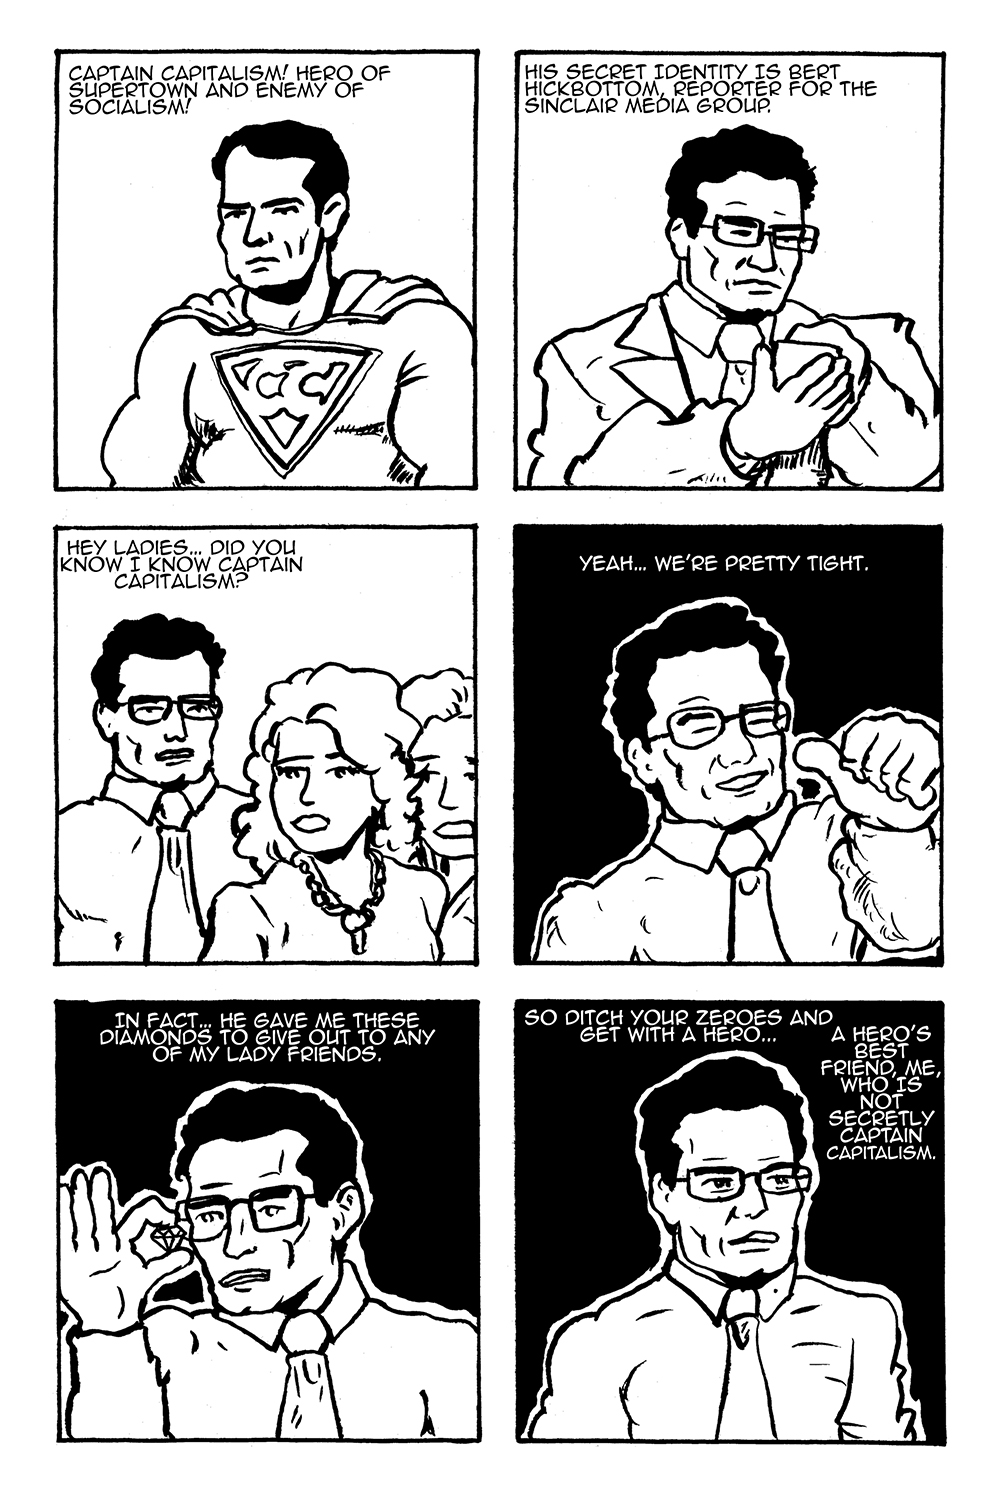 CAPTAIN CAPITALISM! HERO OF
SUPERTOWN AND ENEMY OF
SOCIALISM!
HIS SECRET IDENTITY IS BERT
HICKBOTTOM, REPORTER FOR THE
SINCLAIR MEDIA GROUP.
HEY LADIES... DID YOU
KNOW I KNOW CAPTAIN
CAPITALISM?
YEAH... WE'RE PRETTY TIGHT.
IN FACT... HE GAVE ME THESE
DIAMONDS TO GIVE OUT TO ANY
OF MY LADY FRIENDS.
SO DITCH YOUR ZEROES AND
GET WITH A HERO...
A HERO'S
BEST
FRIEND, ME,
WHO IS
NOT
SECRETLY
CAPTAIN
CAPITALISM.